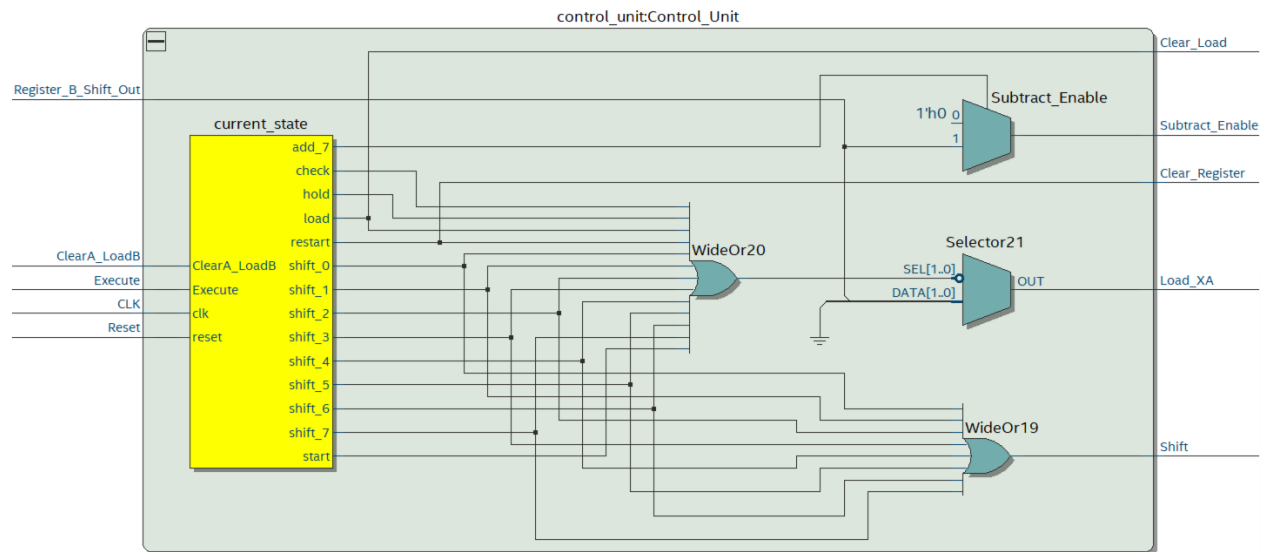 control_unit:Control_Unit
Clear_Load
Register_B_Shift_Out
Subtract_Enable
1'h0
0
1
Subtract_Enable
current_state
add_7
check
Clear_Register
hold
load
restart
WideOr20
Selector21
ClearA_LoadB
ClearA_LoadB
shift_0
SEL[1..0]
Execute
Execute
shift_1
DATA[1..0]
OUT
Load_XA
CLK
clk
shift_2
Reset
reset
shift_3
shift_4
shift_5
shift_6
shift_7
WideOr19
start
Shift